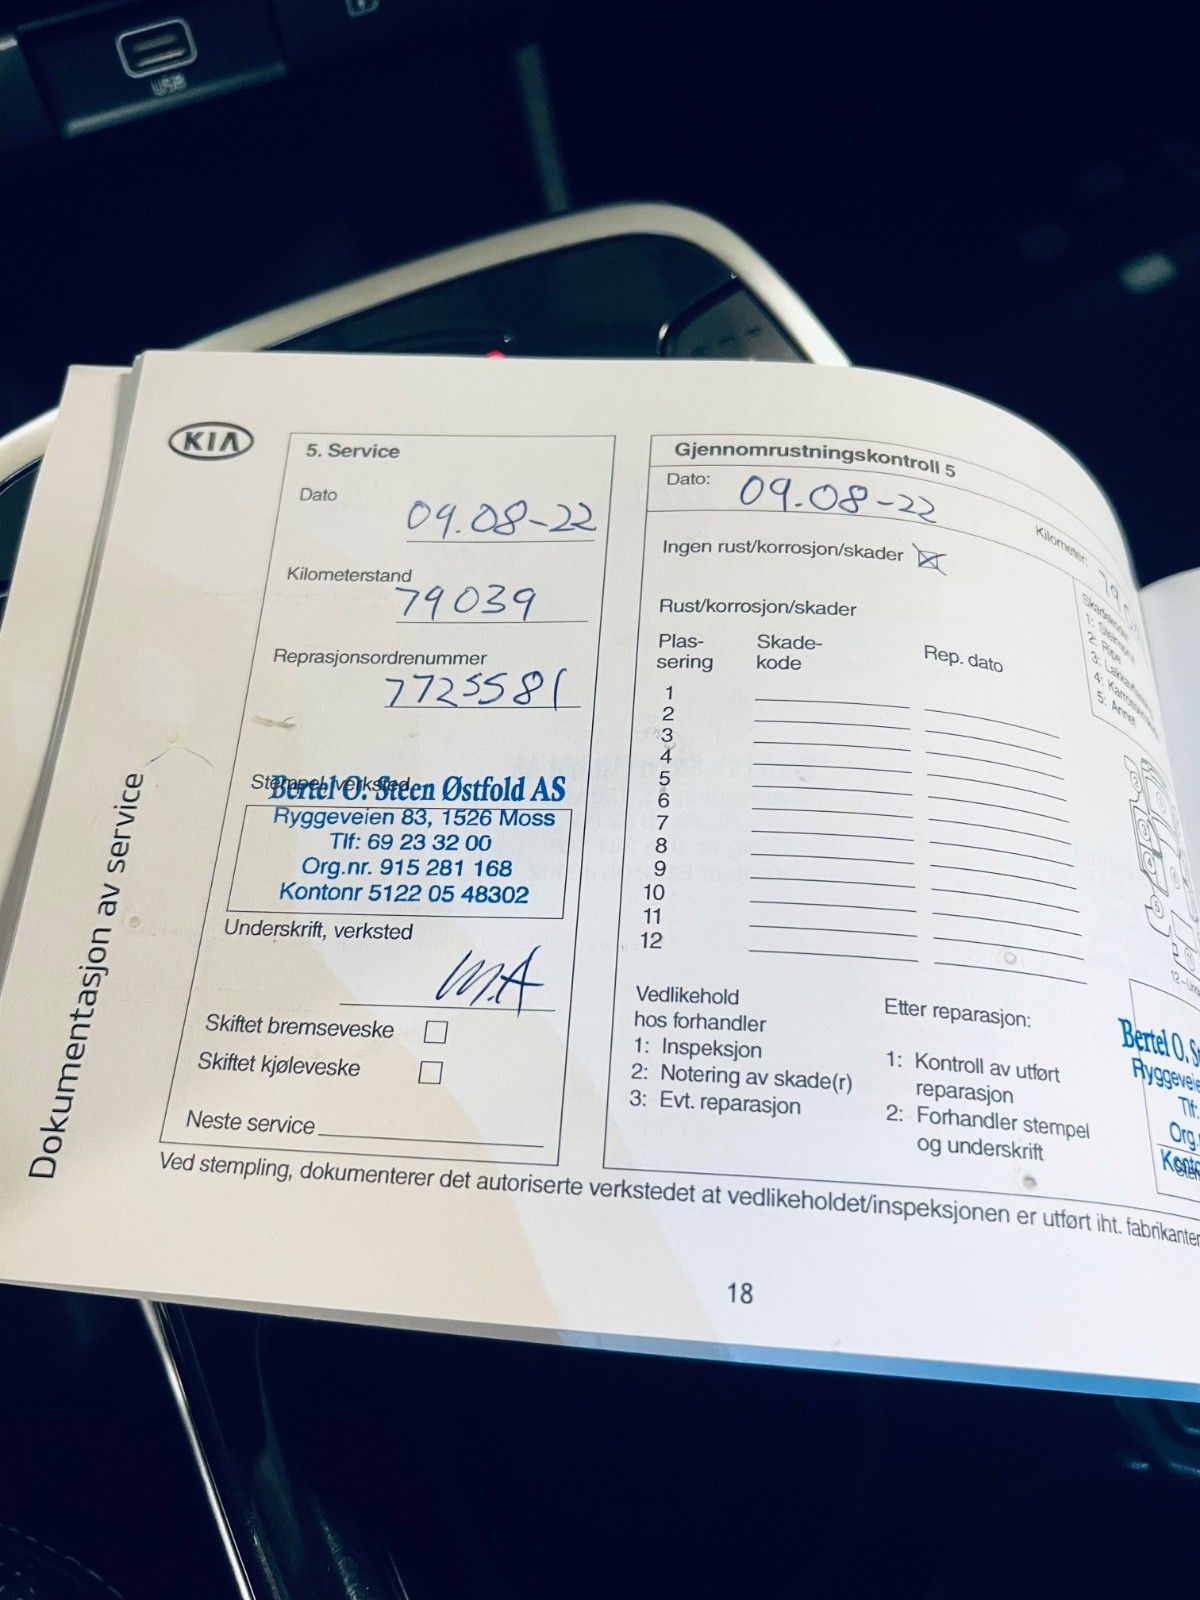 USB
KIA
5. Service
Dato
09.08-22
Kilometerstand
79039
Reprasjonsordrenummer
7725581
Stempel verksted
Bertel O. Steen Østfold AS
Ryggeveien 83, 1526 Moss
Tlf: 69 23 32 00
Org.nr. 915 281 168
Kontonr 5122 05 48302
Underskrift, verksted
Skiftet bremseveske
Skiftet kjøleveske
Neste service
Dokumentasjon av service
Gjennomrustningskontroll 5
Dato: 09.08-22
Kilometer:
Ingen rust/korrosjon/skader
Rust/korrosjon/skader
Plas-
sering
Skade-
kode
Rep. dato
1
2
3
4
5
6
7
8
9
10
11
12
2: Ripe
5: Annet
Vedlikehold
hos forhandler
1: Inspeksjon
2: Notering av skade(r)
3: Evt. reparasjon
Etter reparasjon:
1: Kontroll av utført
reparasjon
2: Forhandler stempel
og underskrift
Bertel O. S
Ryggeveie
Tlf:
Org.
Ved stempling, dokumenterer det autoriserte verkstedet at vedlikeholdet/inspeksjonen er utført iht. fabrikanter
18